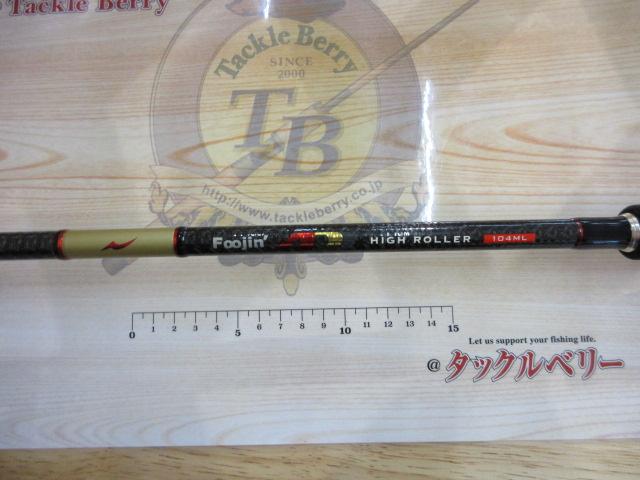 Tackle Berry
Tackle Berry
SINCE
2000
TB
http://www.tackleberry.co.jp
Foojin'
HIGH ROLLER 104ML
0 1 2 3 4 5 6 7 8 9 10 11 12 13 14 15
Let us support your fishing life.
@タックルベリー